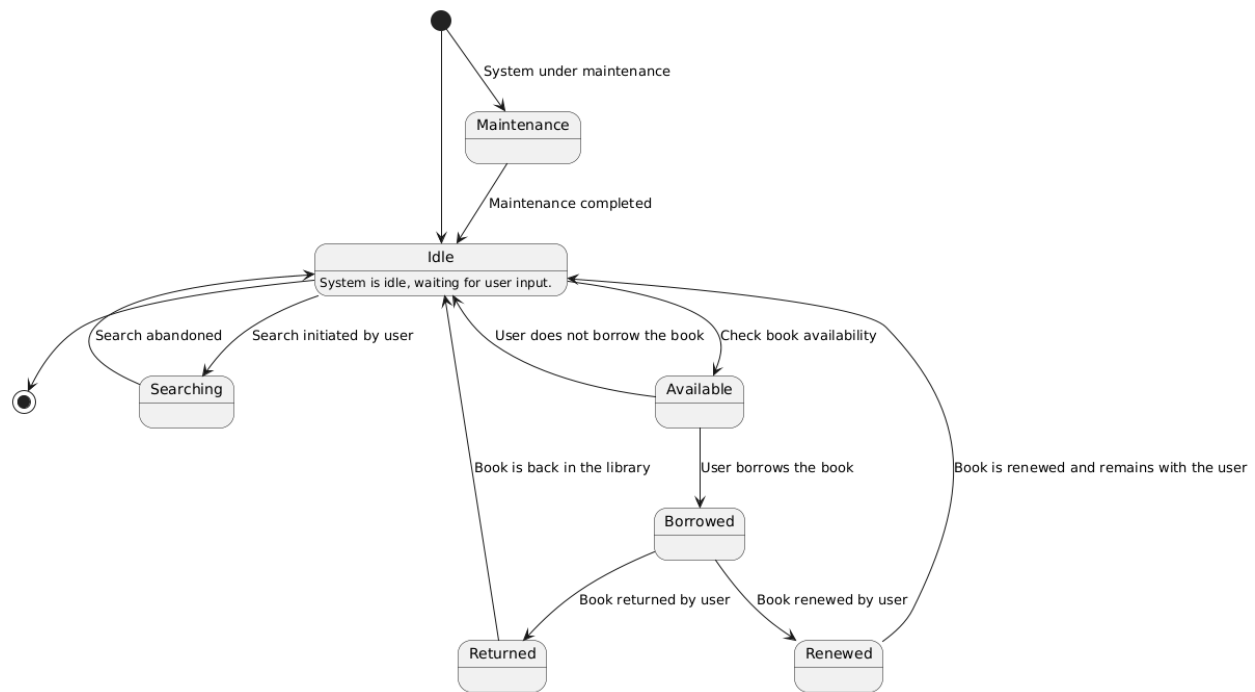 System under maintenance
Maintenance
Maintenance completed
Idle
System is idle, waiting for user input.
Search abandoned
Search initiated by user
User does not borrow the book
Check book availability
Searching
Available
Book is back in the library
User borrows the book
Book is renewed and remains with the user
Borrowed
Book returned by user
Book renewed by user
Returned
Renewed